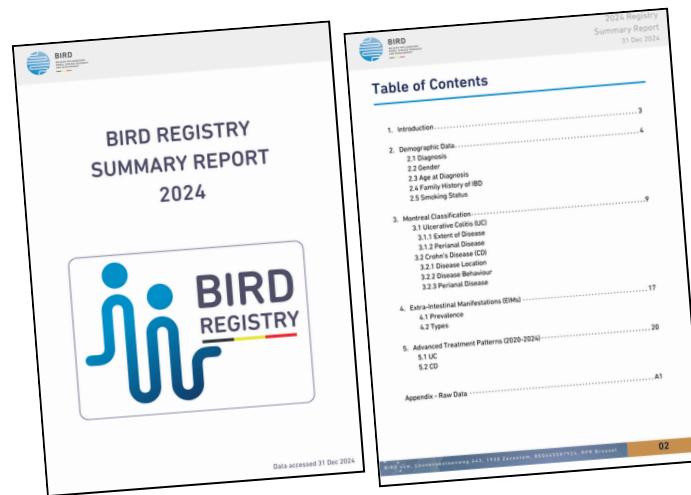 BIRD
BIRD REGISTRY
SUMMARY REPORT
2024
BIRD
REGISTRY
Data accessed 31 Dec 2024
BIRD
2024 Registry
Summary Report
31 Dec 2024
Table of Contents
1. Introduction 3
2. Demographic Data 4
2.1 Diagnosis
2.2 Gender
2.3 Age at Diagnosis
2.4 Family History of IBD
2.5 Smoking Status
3. Montreal Classification 9
3.1 Ulcerative Colitis (UC)
3.1.1 Extent of Disease
3.1.2 Perianal Disease
3.2 Crohn's Disease (CD)
3.2.1 Disease Location
3.2.2 Disease Behaviour
3.2.3 Perianal Disease
4. Extra-Intestinal Manifestations (EIMs) 17
4.1 Prevalence
4.2 Types
5. Advanced Treatment Patterns (2020-2024) 20
5.1 UC
5.2 CD
Appendix - Raw Data A1
02